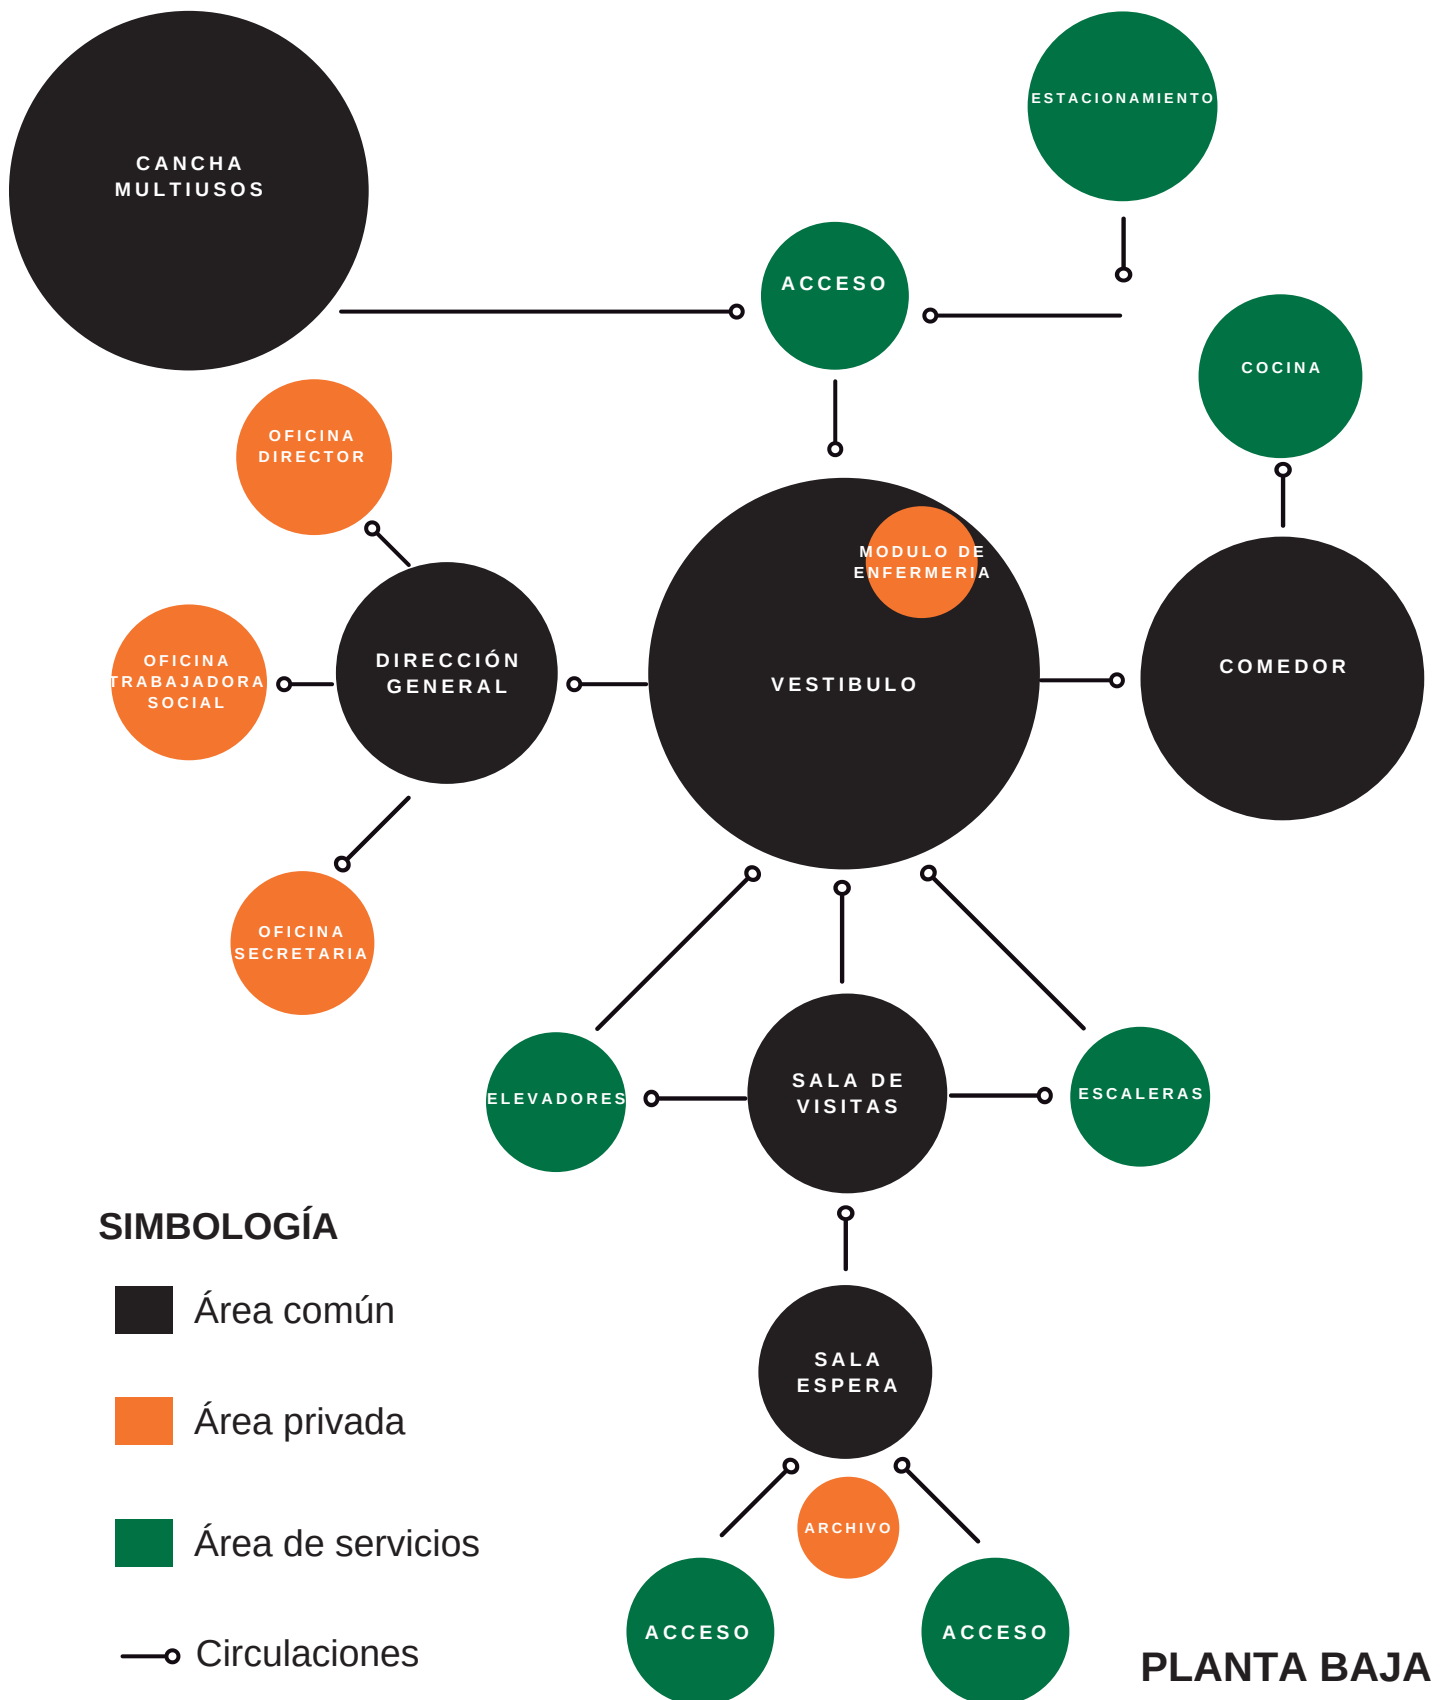 CANCHA
MULTIUSOS
ESTACIONAMIENTO
ACCESO
COCINA
OFICINA
DIRECTOR
MODULO DE
ENFERMERIA
OFICINA
TRABAJADORA
SOCIAL
DIRECCIÓN
GENERAL
VESTIBULO
COMEDOR
OFICINA
SECRETARIA
ELEVADORES
SALA DE
VISITAS
ESCALERAS
SIMBOLOGÍA
Área común
Área privada
Área de servicios
Circulaciones
SALA
ESPERA
ARCHIVO
ACCESO
ACCESO
PLANTA BAJA